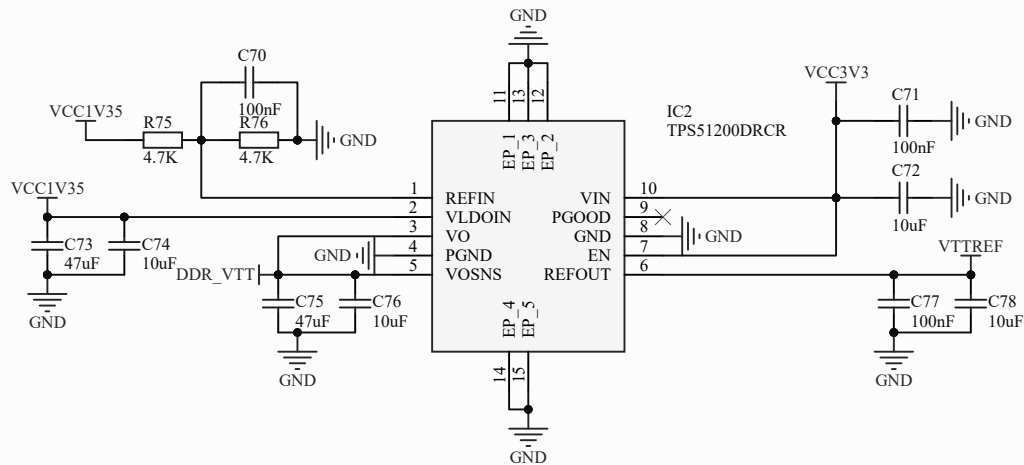 GND
C70
100nF
VCC1V35
R75
4.7K
R76
4.7K
GND
11
13
12
EP_1
EP_3
EP_2
IC2
TPS51200DRCR
VCC3V3
C71
100nF
GND
C72
10uF
GND
VCC1V35
1
REFIN
2
VLDOIN
3
VO
4
PGND
5
VOSNS
VIN
10
PGOOD
9
GND
8
EN
7
REFOUT
6
GND
GND
C73
47uF
C74
10uF
GND
DDR_VTT
C75
47uF
C76
10uF
GND
EP_4
EP_5
14
15
GND
VTTREF
C77
100nF
C78
10uF
GND